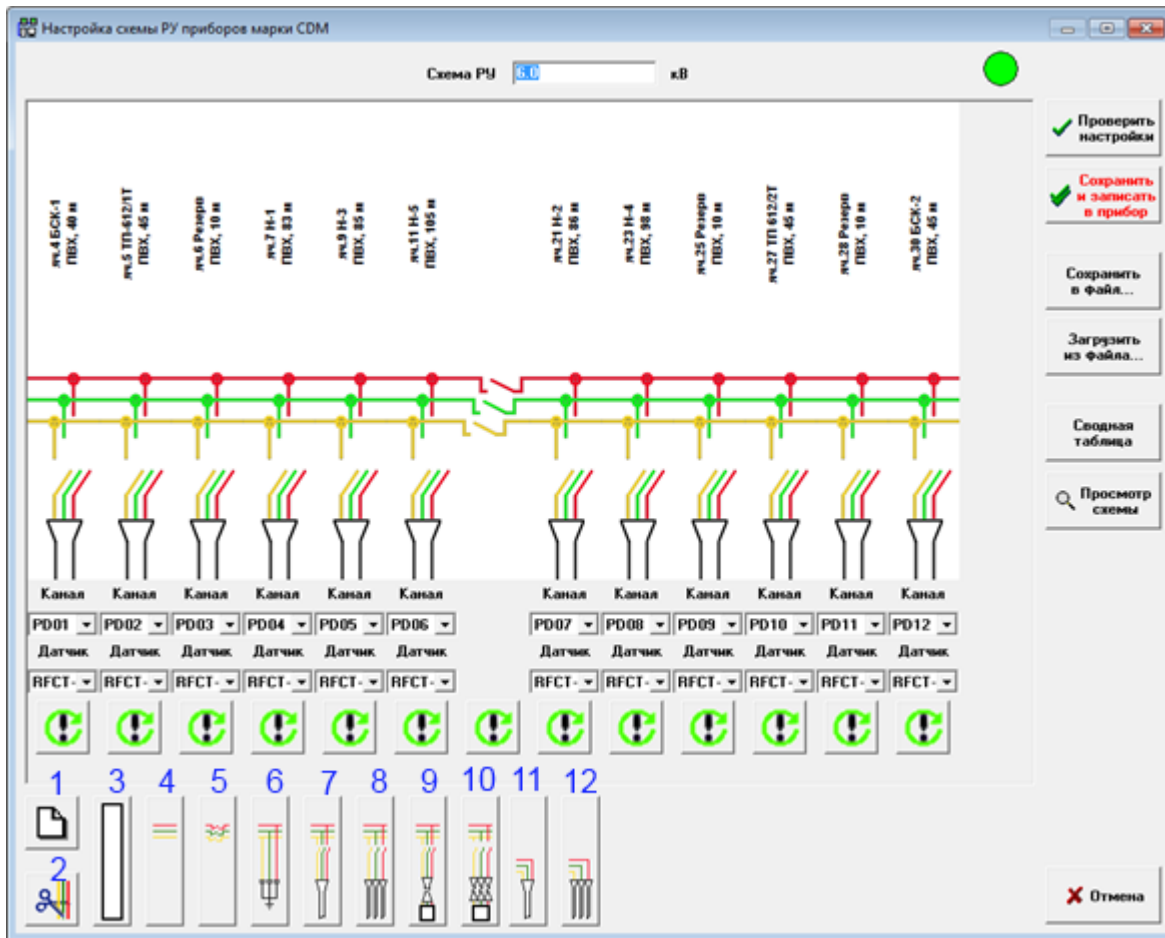 Настройка схемы РУ приборов марки CDM
Схема РУ 6.0 кВ
яч.4 БСК-1
ПВХ, 40 м
яч.5 ТП-612/1Т
ПВХ, 45 м
яч.6 Резерв
ПВХ, 10 м
яч.7 Н-1
ПВХ, 83 м
яч.9 Н-3
ПВХ, 85 м
яч.11 Н-5
ПВХ, 105 м
яч.21 Н-2
ПВХ, 86 м
яч.23 Н-4
ПВХ, 98 м
яч.25 Резерв
ПВХ, 10 м
яч.27 ТП 612/2Т
ПВХ, 45 м
яч.28 Резерв
ПВХ, 10 м
яч.30 БСК-2
ПВХ, 45 м
Канал Канал Канал Канал Канал Канал Канал Канал Канал Канал Канал Канал
PD01 PD02 PD03 PD04 PD05 PD06 PD07 PD08 PD09 PD10 PD11 PD12
Датчик Датчик Датчик Датчик Датчик Датчик Датчик Датчик Датчик Датчик Датчик Датчик
RFCT- RFCT- RFCT- RFCT- RFCT- RFCT- RFCT- RFCT- RFCT- RFCT- RFCT- RFCT-
1 3 4 5 6 7 8 9 10 11 12
2
Проверить
настройки
Сохранить
и записать
в прибор
Сохранить
в файл...
Загрузить
из файла...
Сводная
таблица
Просмотр
схемы
Отмена